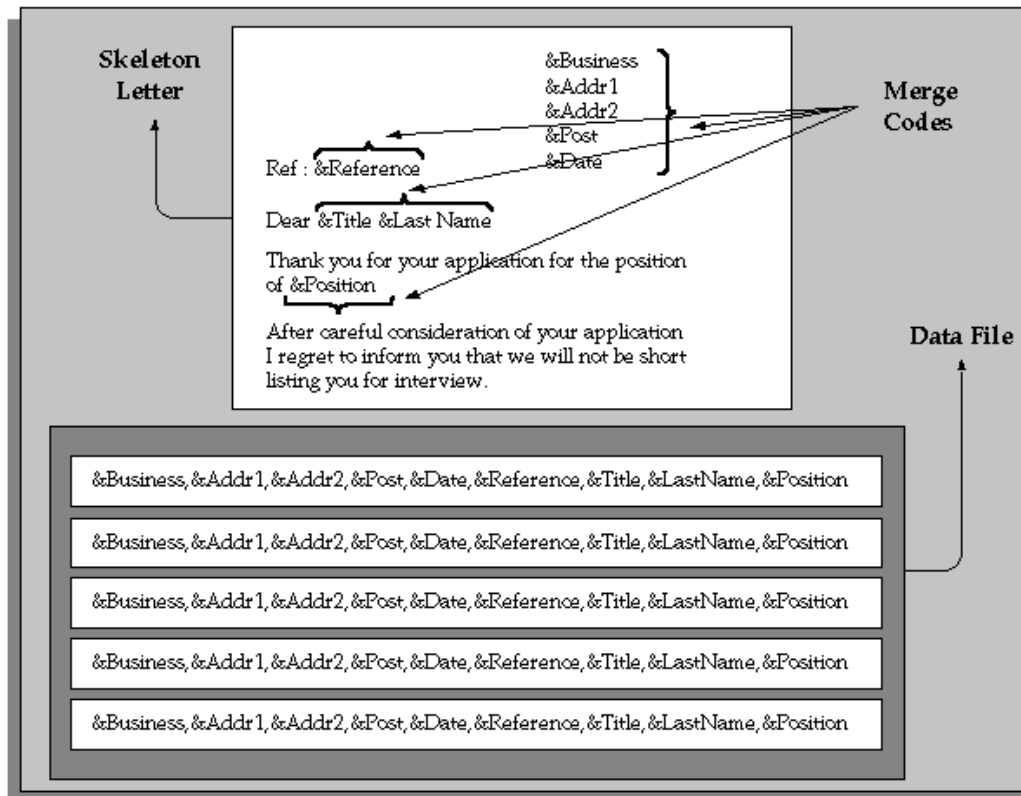 Skeleton
Letter
&Business
&Addr1
&Addr2
&Post
&Date
Merge
Codes
Ref : &Reference
Dear &Title &Last Name
Thank you for your application for the position
of &Position
After careful consideration of your application
I regret to inform you that we will not be short
listing you for interview.
Data File
&Business, &Addr1, &Addr2, &Post, &Date, &Reference, &Title, &LastName, &Position
&Business, &Addr1, &Addr2, &Post, &Date, &Reference, &Title, &LastName, &Position
&Business, &Addr1, &Addr2, &Post, &Date, &Reference, &Title, &LastName, &Position
&Business, &Addr1, &Addr2, &Post, &Date, &Reference, &Title, &LastName, &Position
&Business, &Addr1, &Addr2, &Post, &Date, &Reference, &Title, &LastName, &Position